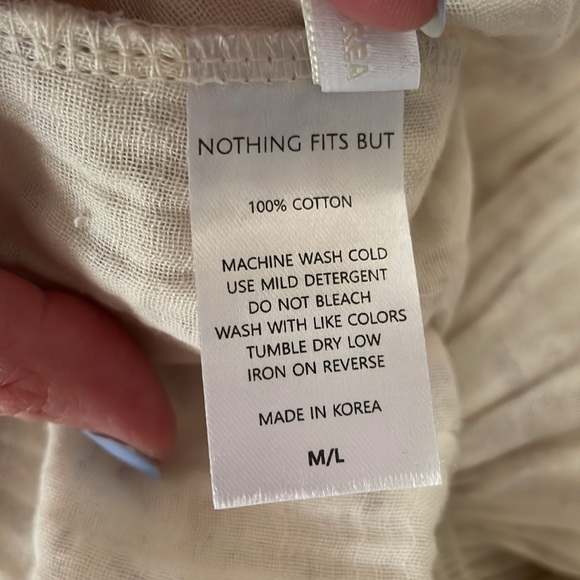 REA
NOTHING FITS BUT
100% COTTON
MACHINE WASH COLD
USE MILD DETERGENT
DO NOT BLEACH
WASH WITH LIKE COLORS
TUMBLE DRY LOW
IRON ON REVERSE
MADE IN KOREA
M/L